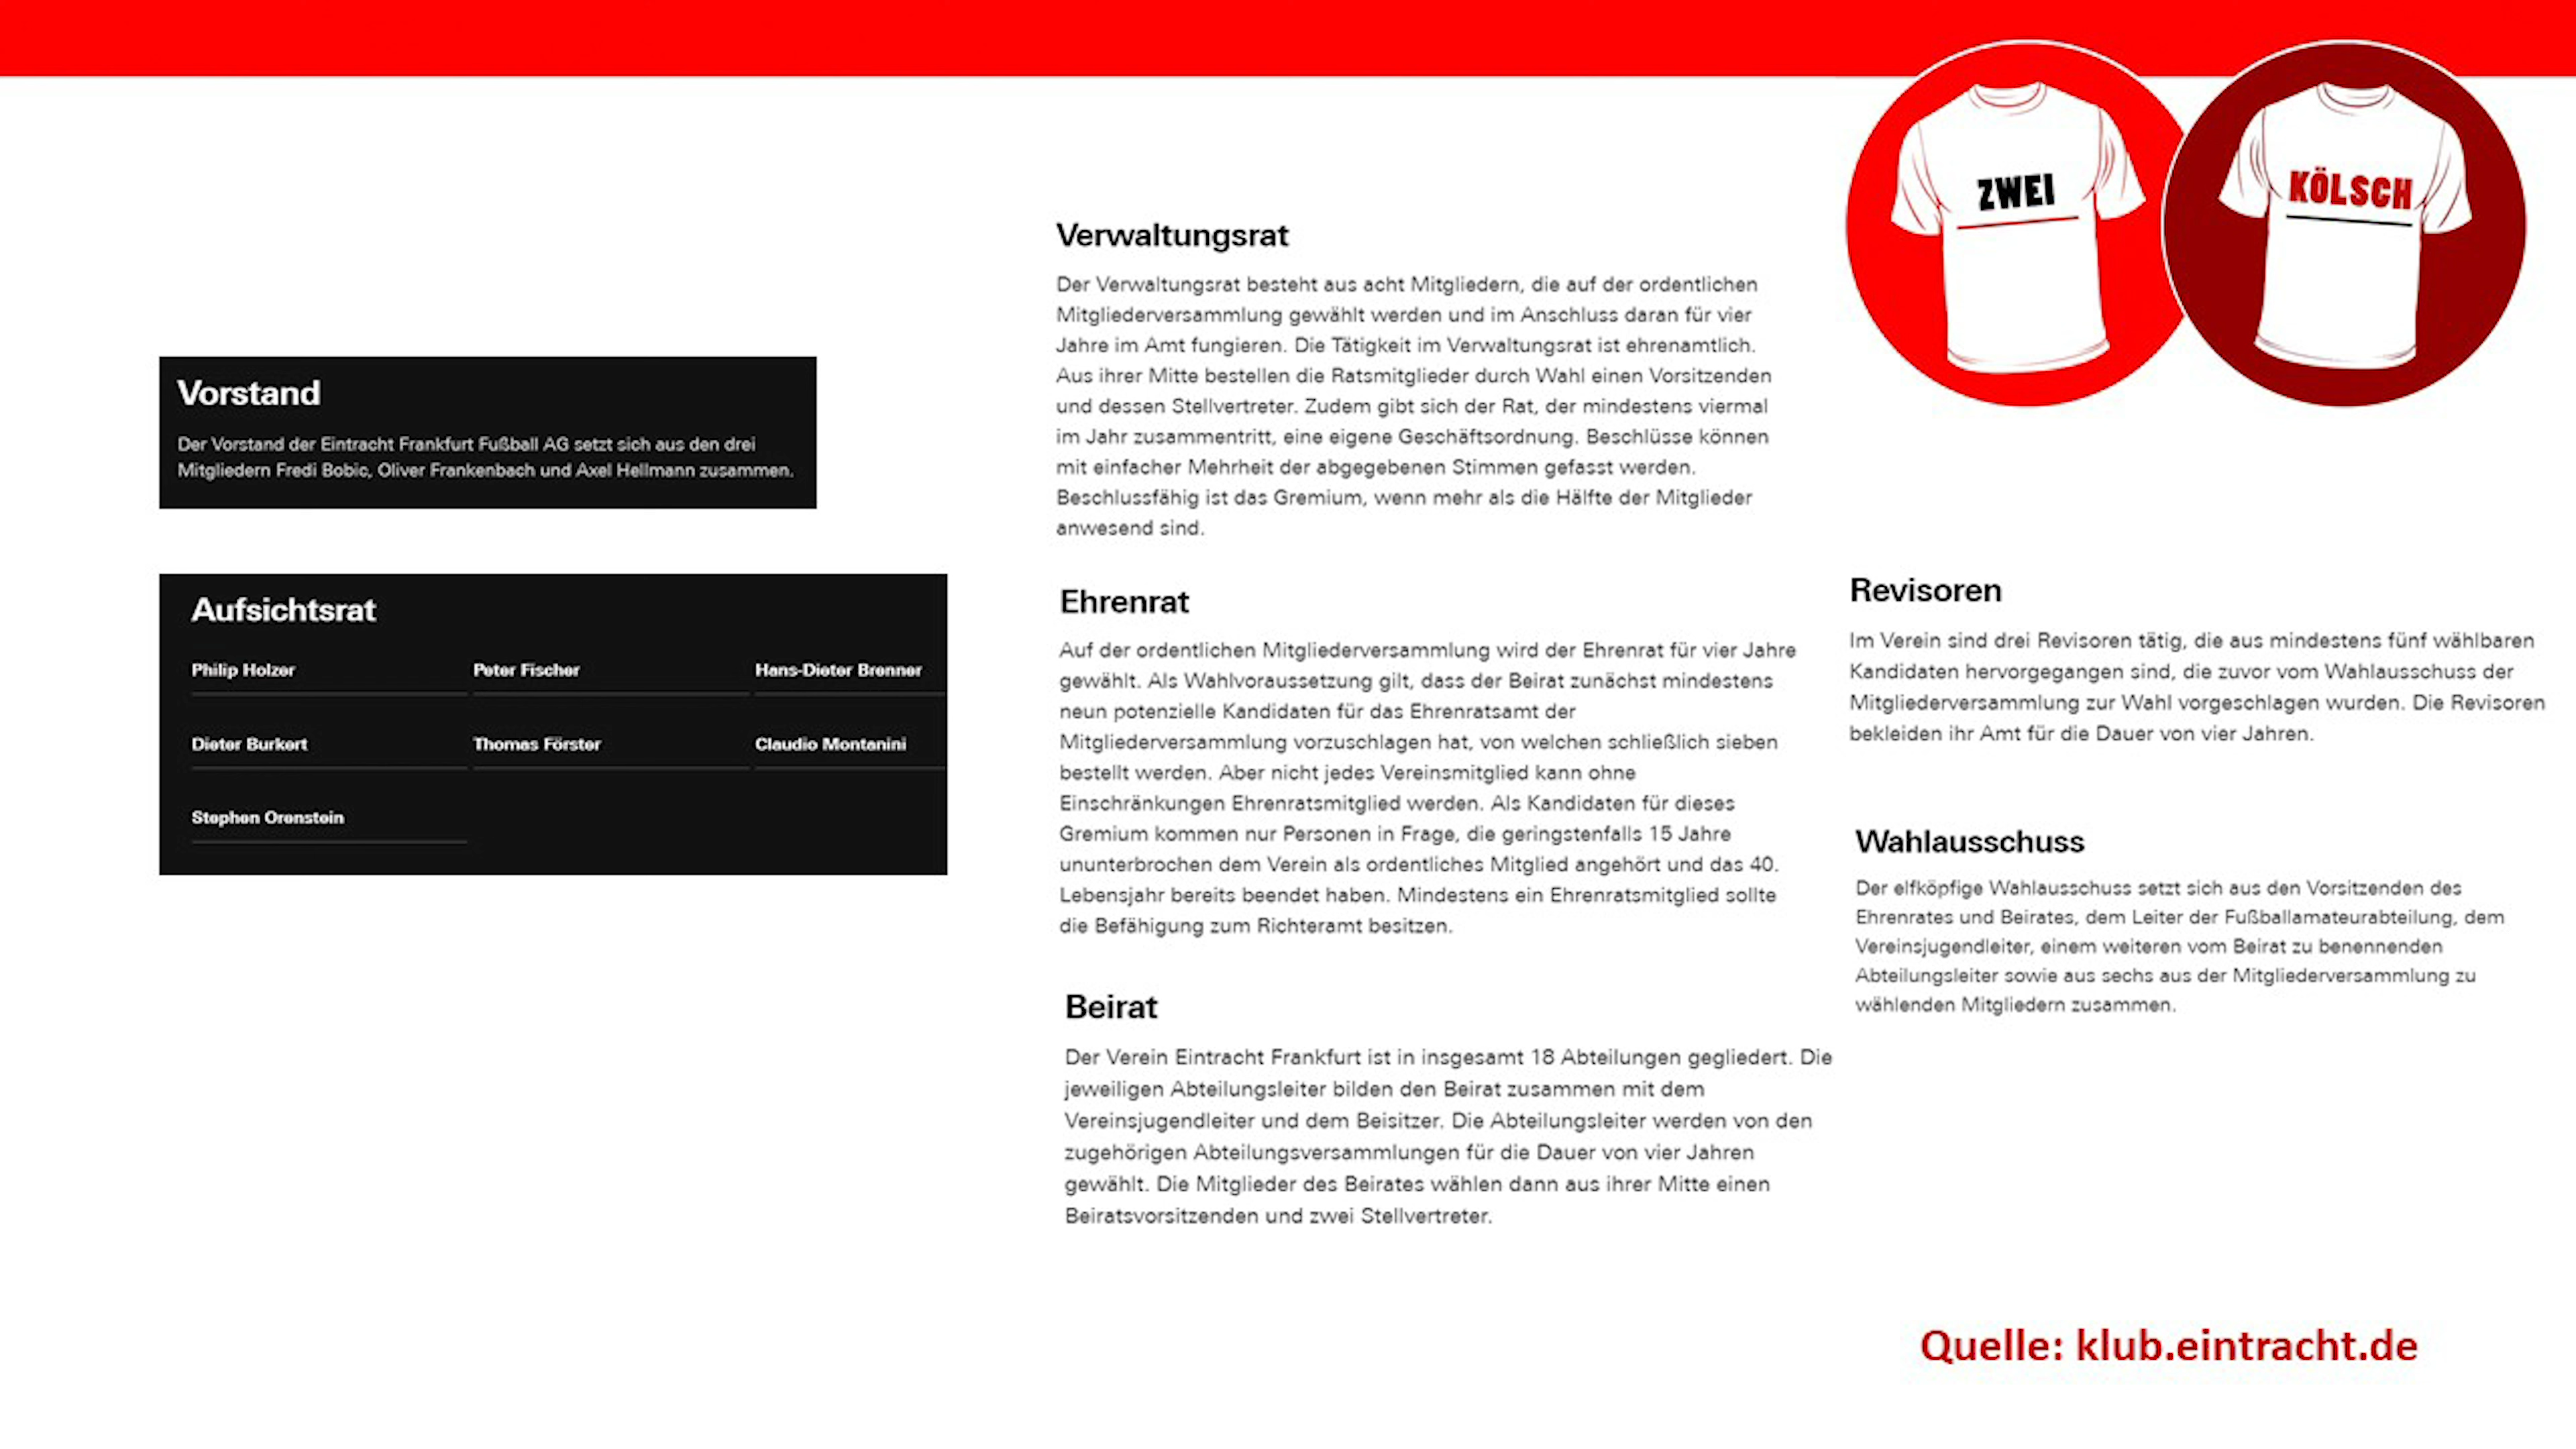 ZWEI
KÖLSCH
Vorstand
Der Vorstand der Eintracht Frankfurt Fußball AG setzt sich aus den drei
Mitgliedern Fredi Bobic, Oliver Frankenbach und Axel Hellmann zusammen.
Aufsichtsrat
Philip Holzer
Peter Fischer
Hans-Dieter Brenner
Dieter Burkert
Thomas Förster
Claudio Montanini
Stephen Orenstein
Verwaltungsrat
Der Verwaltungsrat besteht aus acht Mitgliedern, die auf der ordentlichen
Mitgliederversammlung gewählt werden und im Anschluss daran für vier
Jahre im Amt fungieren. Die Tätigkeit im Verwaltungsrat ist ehrenamtlich.
Aus ihrer Mitte bestellen die Ratsmitglieder durch Wahl einen Vorsitzenden
und dessen Stellvertreter. Zudem gibt sich der Rat, der mindestens viermal
im Jahr zusammentritt, eine eigene Geschäftsordnung. Beschlüsse können
mit einfacher Mehrheit der abgegebenen Stimmen gefasst werden.
Beschlussfähig ist das Gremium, wenn mehr als die Hälfte der Mitglieder
anwesend sind.
Ehrenrat
Auf der ordentlichen Mitgliederversammlung wird der Ehrenrat für vier Jahre
gewählt. Als Wahlvoraussetzung gilt, dass der Beirat zunächst mindestens
neun potenzielle Kandidaten für das Ehrenratsamt der
Mitgliederversammlung vorzuschlagen hat, von welchen schließlich sieben
bestellt werden. Aber nicht jedes Vereinsmitglied kann ohne
Einschränkungen Ehrenratsmitglied werden. Als Kandidaten für dieses
Gremium kommen nur Personen in Frage, die geringstenfalls 15 Jahre
ununterbrochen dem Verein als ordentliches Mitglied angehört und das 40.
Lebensjahr bereits beendet haben. Mindestens ein Ehrenratsmitglied sollte
die Befähigung zum Richteramt besitzen.
Beirat
Der Verein Eintracht Frankfurt ist in insgesamt 18 Abteilungen gegliedert. Die
jeweiligen Abteilungsleiter bilden den Beirat zusammen mit dem
Vereinsjugendleiter und dem Beisitzer. Die Abteilungsleiter werden von den
zugehörigen Abteilungsversammlungen für die Dauer von vier Jahren
gewählt. Die Mitglieder des Beirates wählen dann aus ihrer Mitte einen
Beiratsvorsitzenden und zwei Stellvertreter.
Revisoren
Im Verein sind drei Revisoren tätig, die aus mindestens fünf wählbaren
Kandidaten hervorgegangen sind, die zuvor vom Wahlausschuss der
Mitgliederversammlung zur Wahl vorgeschlagen wurden. Die Revisoren
bekleiden ihr Amt für die Dauer von vier Jahren.
Wahlausschuss
Der elfköpfige Wahlausschuss setzt sich aus den Vorsitzenden des
Ehrenrates und Beirates, dem Leiter der Fußballamateurabteilung, dem
Vereinsjugendleiter, einem weiteren vom Beirat zu benennenden
Abteilungsleiter sowie aus sechs aus der Mitgliederversammlung zu
wählenden Mitgliedern zusammen.
Quelle: klub.eintracht.de